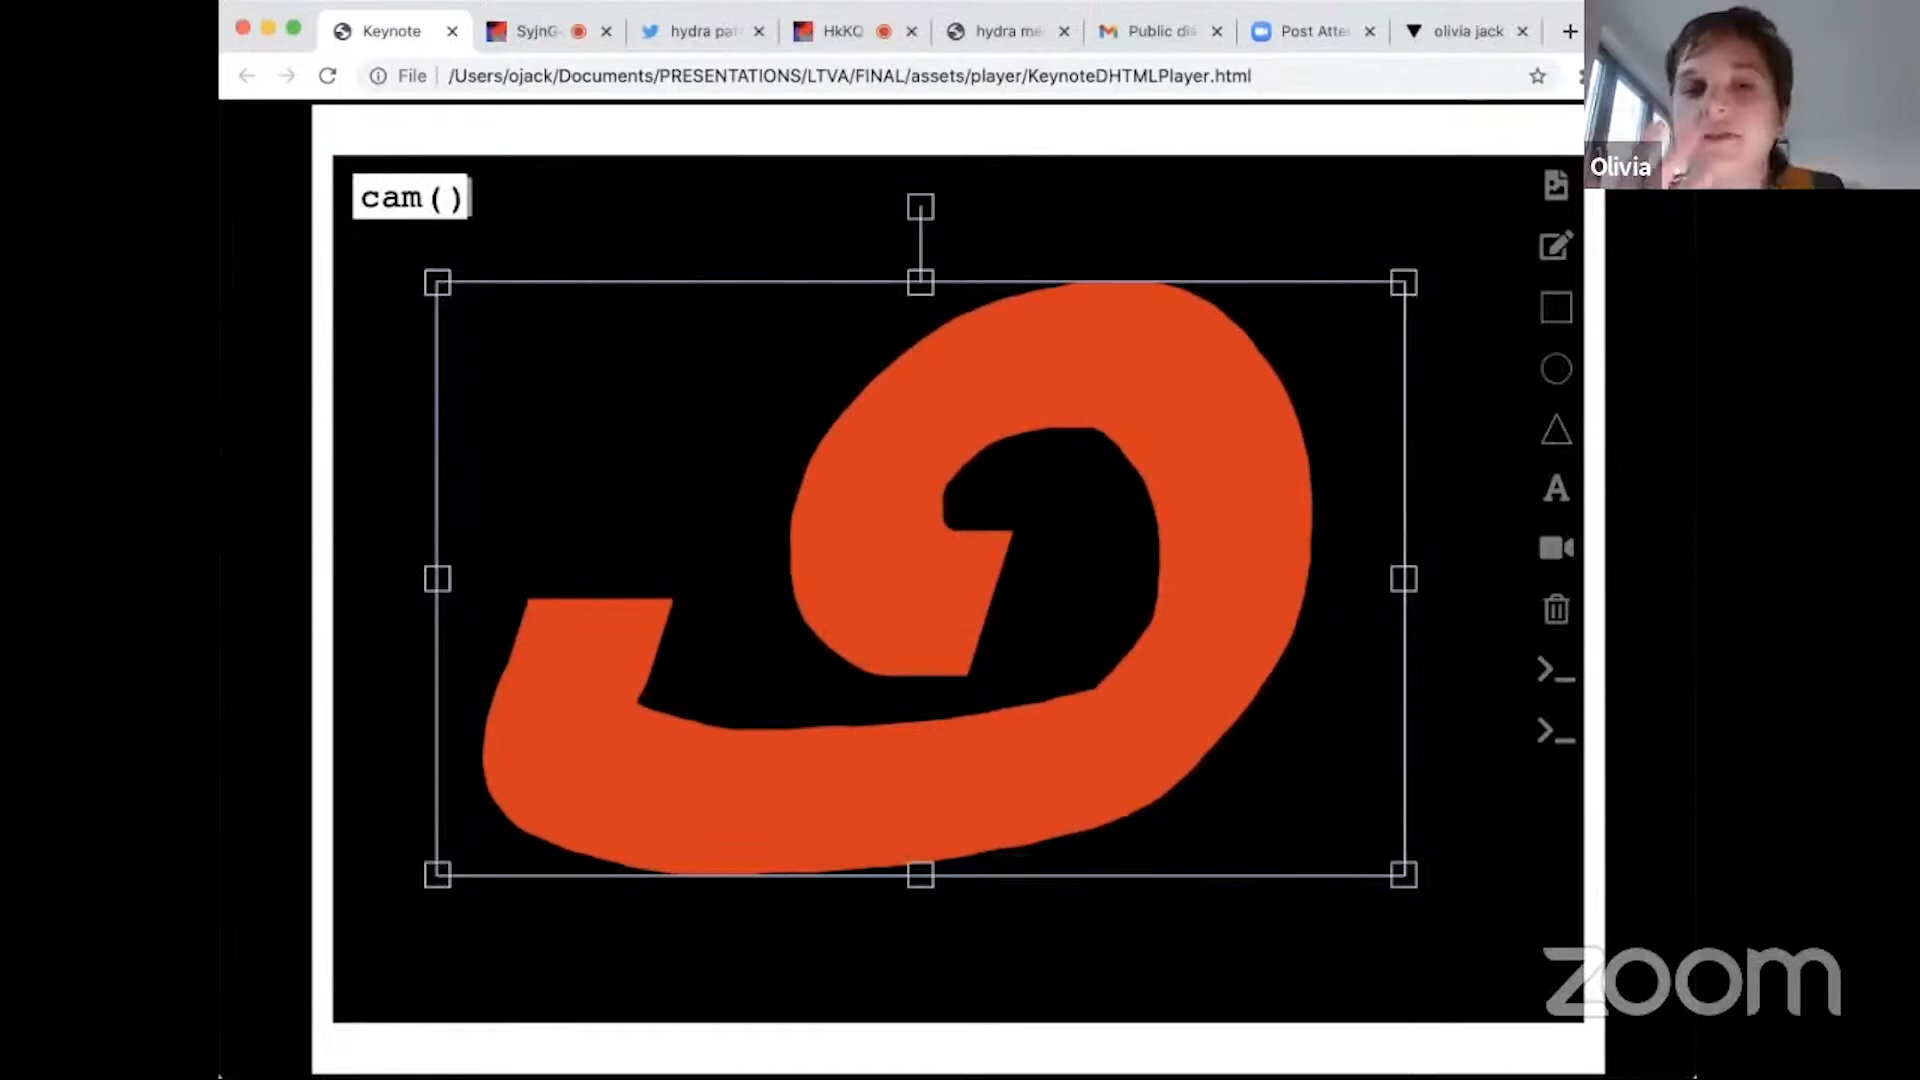 Keynote
SyjnG
hydra pat
HkKQ
hydra me
Public dis
Post Atte
olivia jack
File
/Users/ojack/Documents/PRESENTATIONS/LTVA/FINAL/assets/player/KeynoteDHTMLPlayer.html
Olivia
cam()
A
>_
>_
zoom